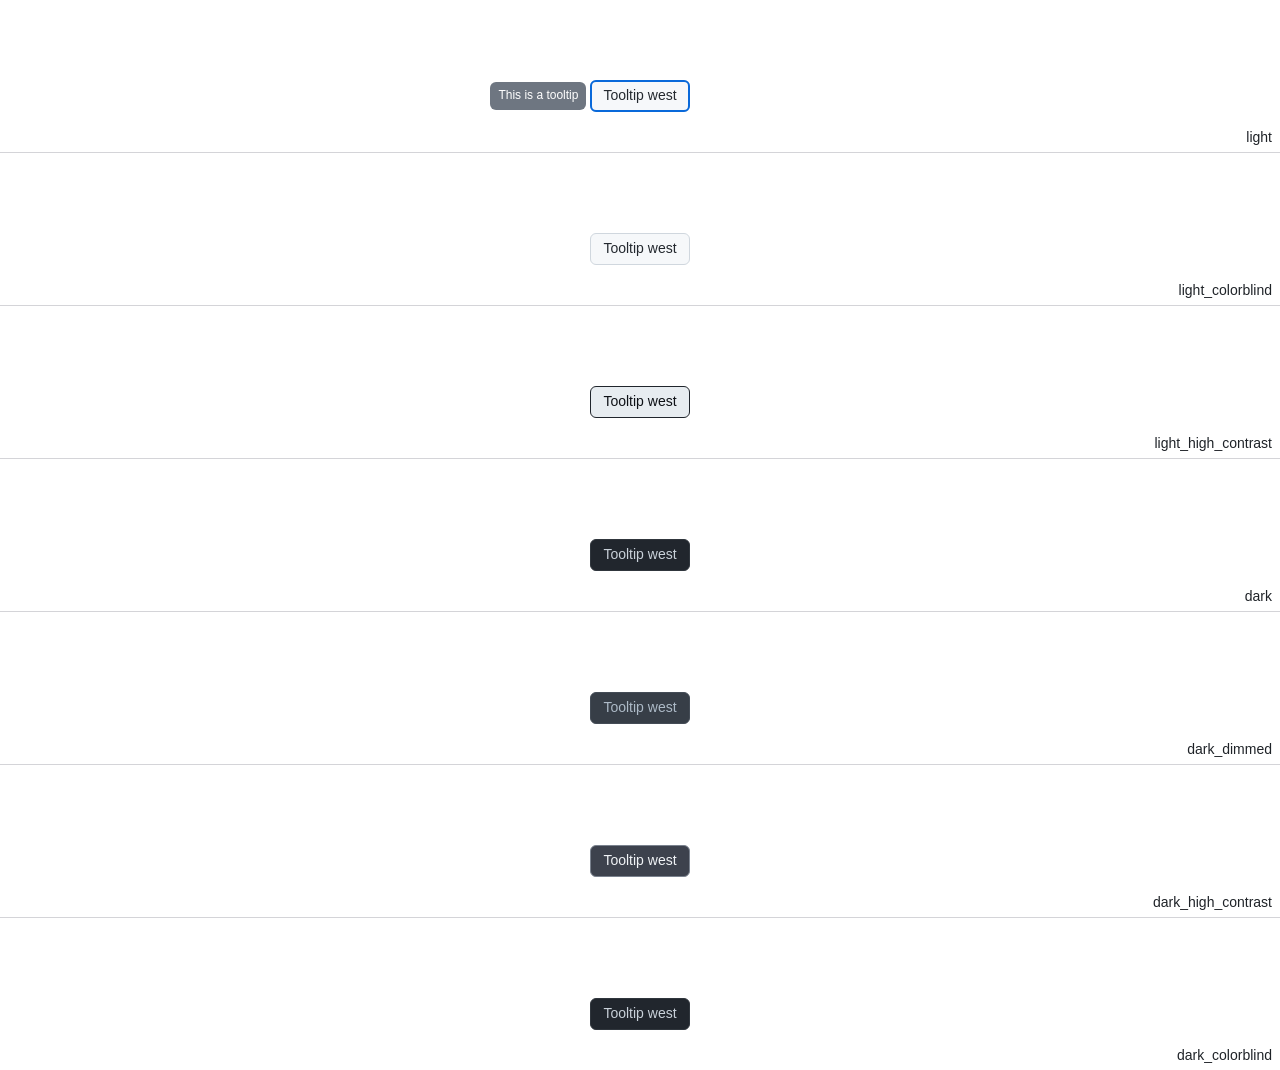 This is a tooltip Tooltip west
light
Tooltip west
light_colorblind
Tooltip west
light_high_contrast
Tooltip west
dark
Tooltip west
dark_dimmed
Tooltip west
dark_high_contrast
Tooltip west
dark_colorblind